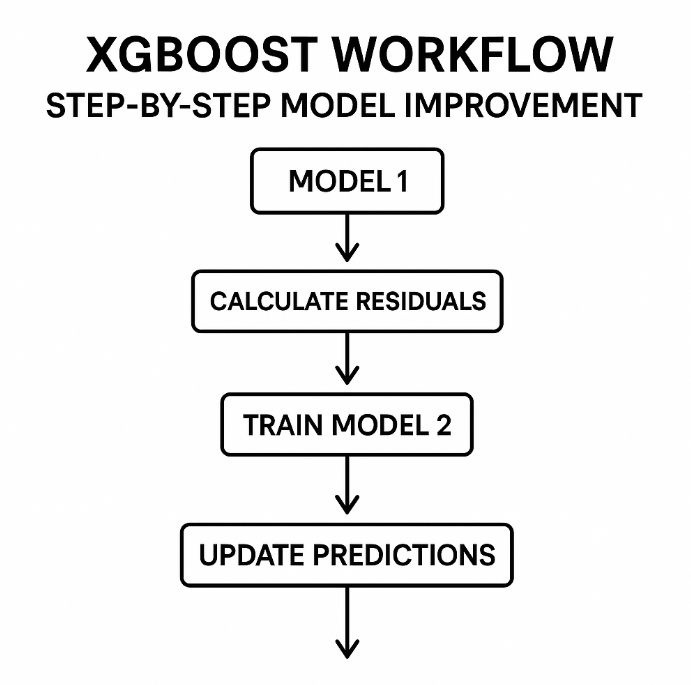 XGBOOST WORKFLOW
STEP-BY-STEP MODEL IMPROVEMENT
MODEL 1
CALCULATE RESIDUALS
TRAIN MODEL 2
UPDATE PREDICTIONS